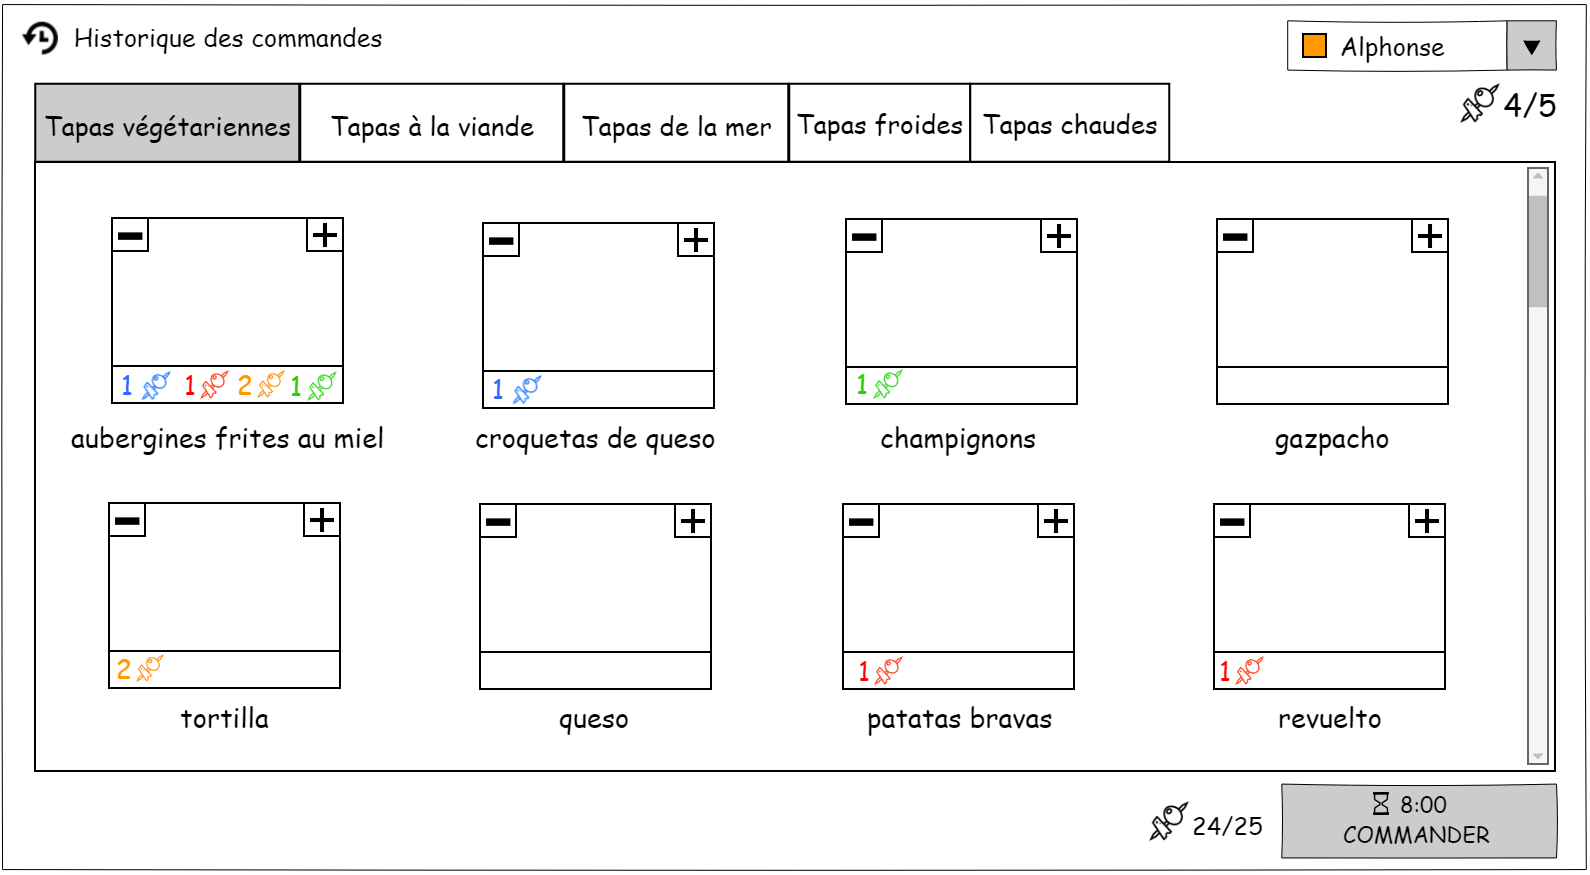 Historique des commandes
Alphonse
4/5
Tapas végétariennes
Tapas à la viande
Tapas de la mer
Tapas froides
Tapas chaudes
1 1 2 1
aubergines frites au miel
1
croquetas de queso
1
champignons
gazpacho
2
tortilla
queso
1
patatas bravas
1
revuelto
24/25
8:00
COMMANDER